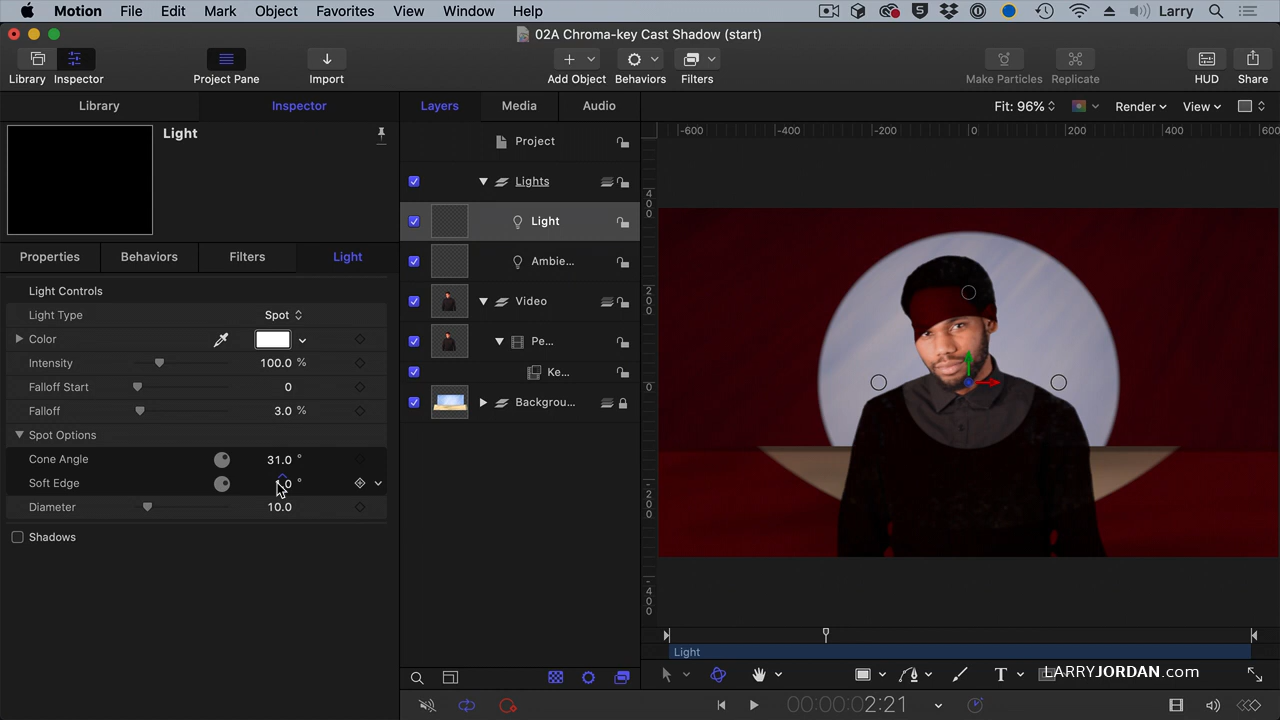 Motion File Edit Mark Object Favorites View Window Help Larry
02A Chroma-key Cast Shadow (start)
Library Inspector Project Pane Import Add Object Behaviors Filters Make Particles Replicate HUD Share
Library Inspector Layers Media Audio Fit: 96% Render View
Light
Project
Lights
Light
Ambie...
Video
Pe...
Ke...
Backgrou...
Properties Behaviors Filters Light
Light Controls
Light Type Spot
Color
Intensity 100.0 %
Falloff Start 0
Falloff 3.0 %
Spot Options
Cone Angle 31.0 °
Soft Edge °
Diameter 10.0
Shadows
-600 -400 -200 0 200 400 600
400
200
0
-200
-400
Light
T
LARRYJORDAN.com
00:00:00:02:21